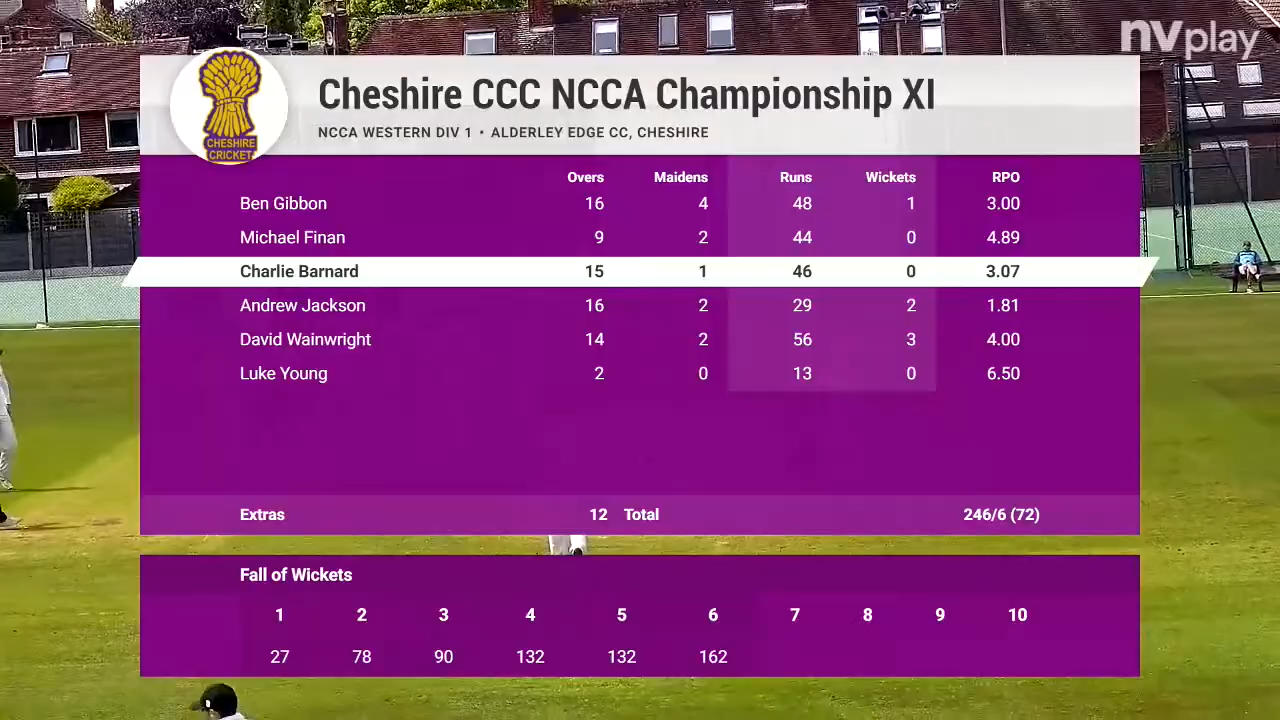 nvplay
Cheshire CCC NCCA Championship XI
NCCA WESTERN DIV 1 • ALDERLEY EDGE CC, CHESHIRE
CHESHIRE
CRICKET
Overs Maidens Runs Wickets RPO
Ben Gibbon 16 4 48 1 3.00
Michael Finan 9 2 44 0 4.89
Charlie Barnard 15 1 46 0 3.07
Andrew Jackson 16 2 29 2 1.81
David Wainwright 14 2 56 3 4.00
Luke Young 2 0 13 0 6.50
Extras 12 Total 246/6 (72)
Fall of Wickets
1 2 3 4 5 6 7 8 9 10
27 78 90 132 132 162